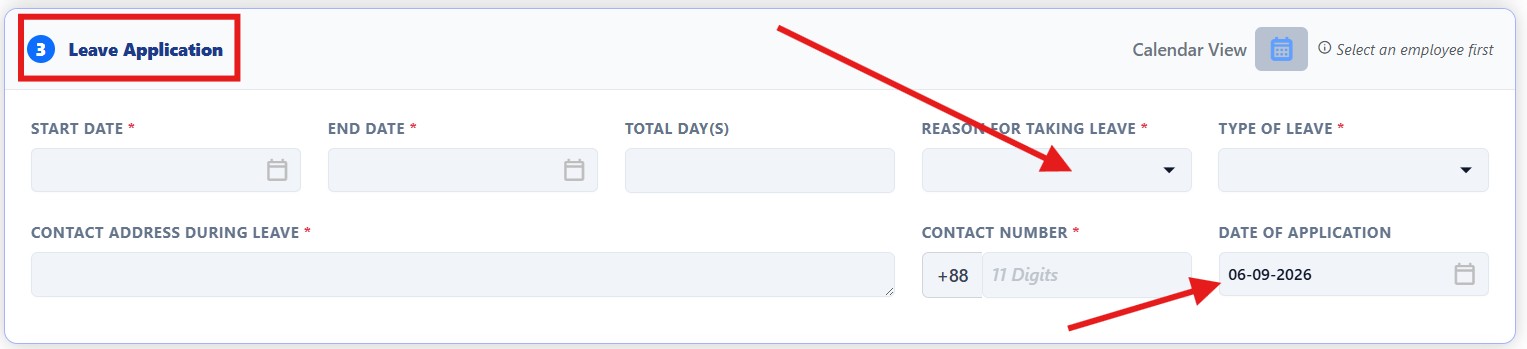 3 Leave Application
Calendar View Select an employee first
START DATE * END DATE * TOTAL DAY(S) REASON FOR TAKING LEAVE * TYPE OF LEAVE *
CONTACT ADDRESS DURING LEAVE * CONTACT NUMBER * DATE OF APPLICATION
+88 11 Digits 06-09-2026